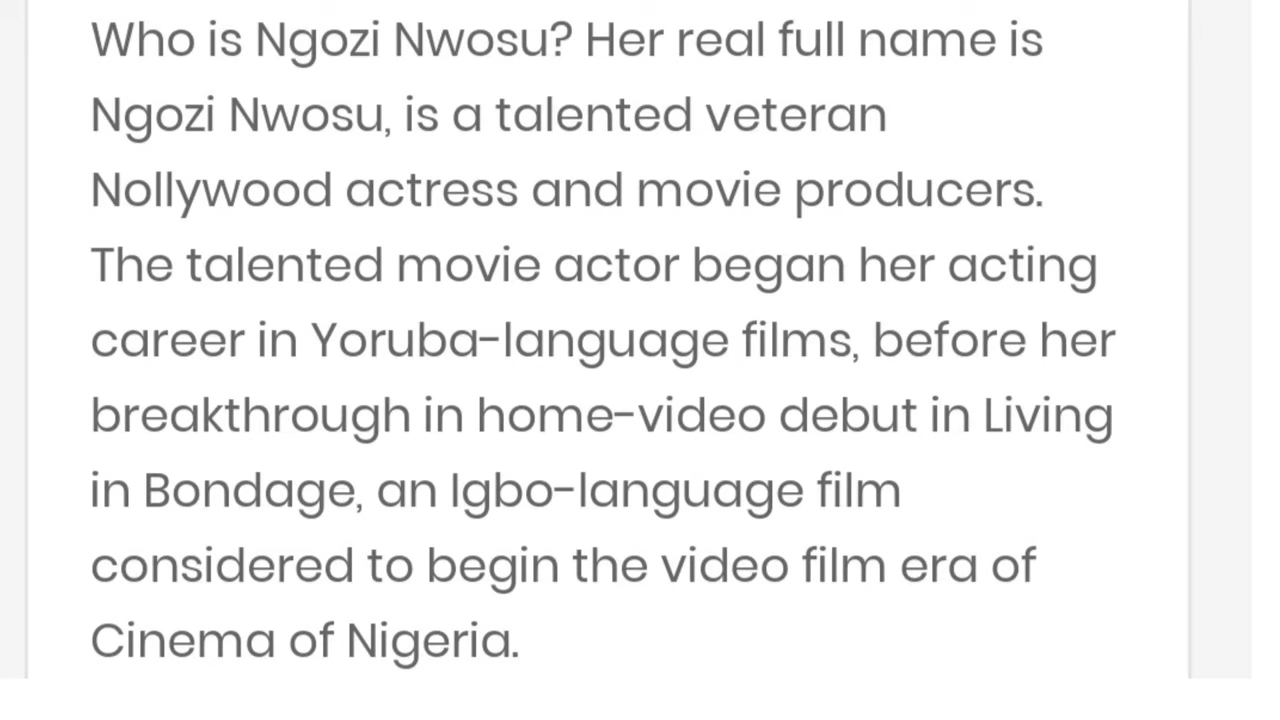 Who is Ngozi Nwosu? Her real full name is
Ngozi Nwosu, is a talented veteran
Nollywood actress and movie producers.
The talented movie actor began her acting
career in Yoruba-language films, before her
breakthrough in home-video debut in Living
in Bondage, an Igbo-language film
considered to begin the video film era of
Cinema of Nigeria.